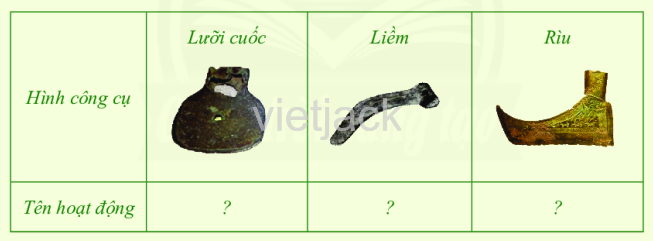 Lưỡi cuốc
Liềm
Rìu
Hình công cụ
vietjack
Tên hoạt động
?
?
?